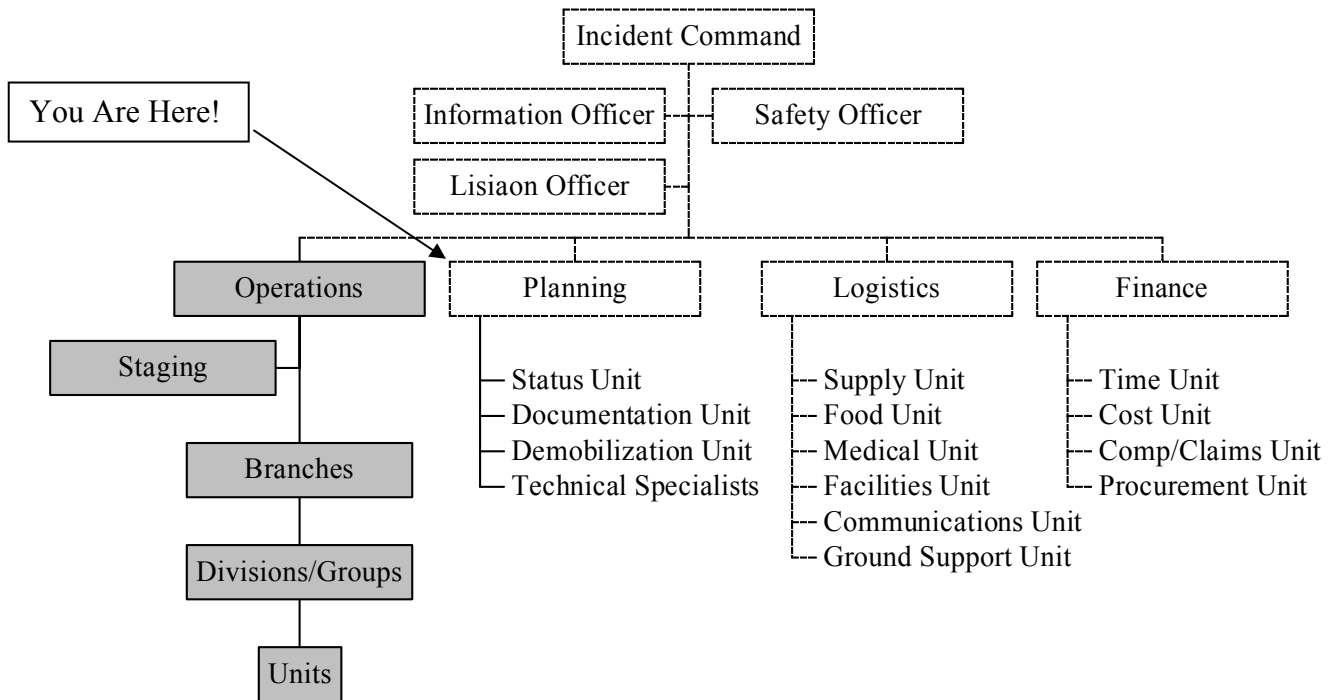 Incident Command
You Are Here!
Information Officer
Safety Officer
Lisiaon Officer
Operations
Planning
Logistics
Finance
Staging
Branches
Divisions/Groups
Units
Status Unit
Documentation Unit
Demobilization Unit
Technical Specialists
Supply Unit
Food Unit
Medical Unit
Facilities Unit
Communications Unit
Ground Support Unit
Time Unit
Cost Unit
Comp/Claims Unit
Procurement Unit